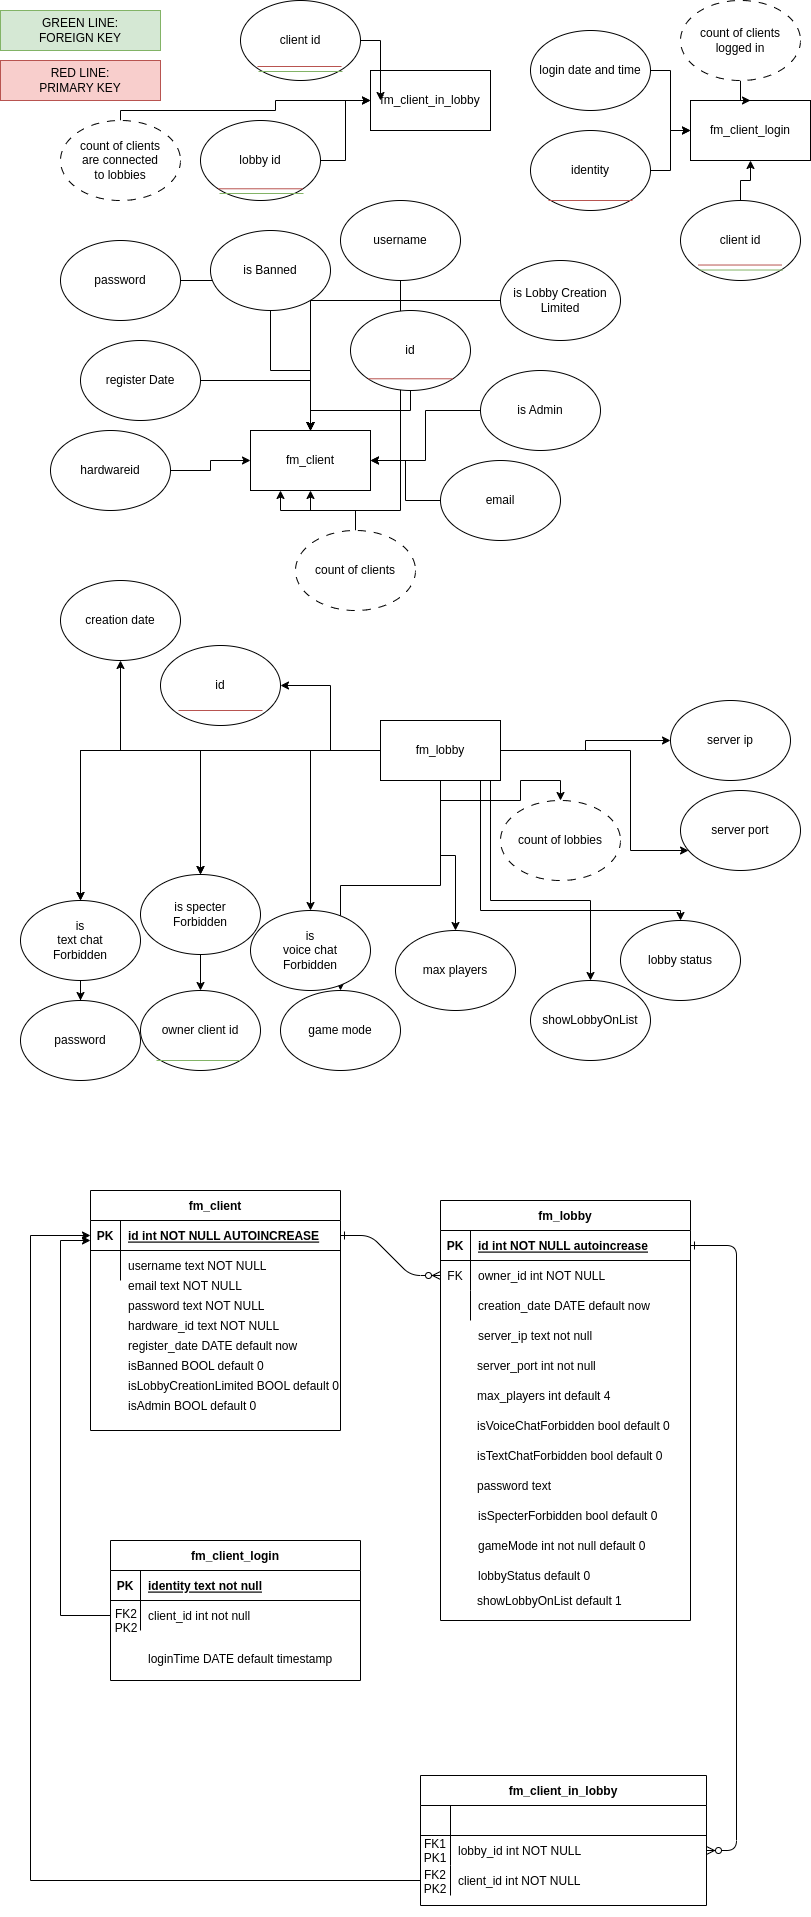 GREEN LINE:
FOREIGN KEY
RED LINE:
PRIMARY KEY
client id
fm_client_in_lobby
count of clients
are connected
to lobbies
lobby id
count of clients
logged in
login date and time
fm_client_login
identity
client id
password
is Banned
username
is Lobby Creation
Limited
id
register Date
is Admin
hardwareid
fm_client
email
count of clients
creation date
id
fm_lobby
server ip
server port
count of lobbies
is
text chat
Forbidden
is specter
Forbidden
is
voice chat
Forbidden
max players
lobby status
password
owner client id
game mode
showLobbyOnList
fm_client
PK id int NOT NULL AUTOINCREASE
username text NOT NULL
email text NOT NULL
password text NOT NULL
hardware_id text NOT NULL
register_date DATE default now
isBanned BOOL default 0
isLobbyCreationLimited BOOL default 0
isAdmin BOOL default 0
fm_lobby
PK id int NOT NULL autoincrease
FK owner_id int NOT NULL
creation_date DATE default now
server_ip text not null
server_port int not null
max_players int default 4
isVoiceChatForbidden bool default 0
isTextChatForbidden bool default 0
password text
isSpecterForbidden bool default 0
gameMode int not null default 0
lobbyStatus default 0
showLobbyOnList default 1
fm_client_login
PK identity text not null
FK2
PK2 client_id int not null
loginTime DATE default timestamp
fm_client_in_lobby
FK1
PK1 lobby_id int NOT NULL
FK2
PK2 client_id int NOT NULL